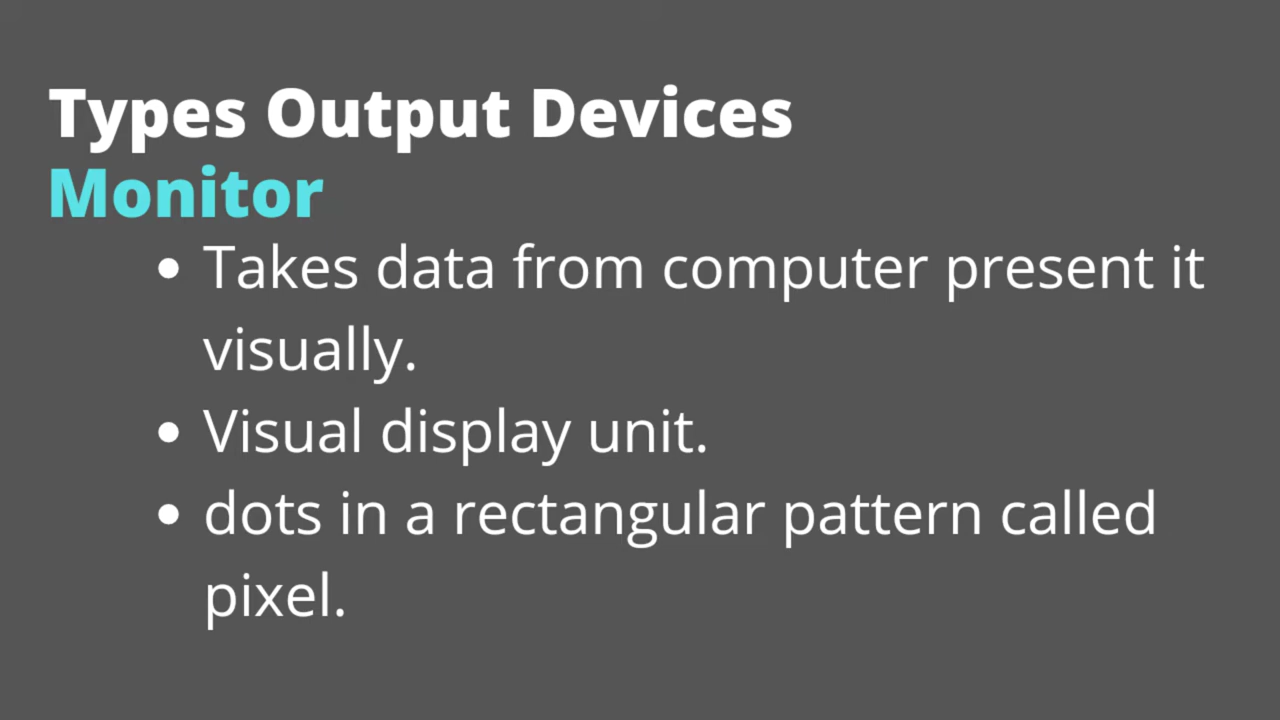 Types Output Devices
Monitor
• Takes data from computer present it
visually.
• Visual display unit.
• dots in a rectangular pattern called
pixel.